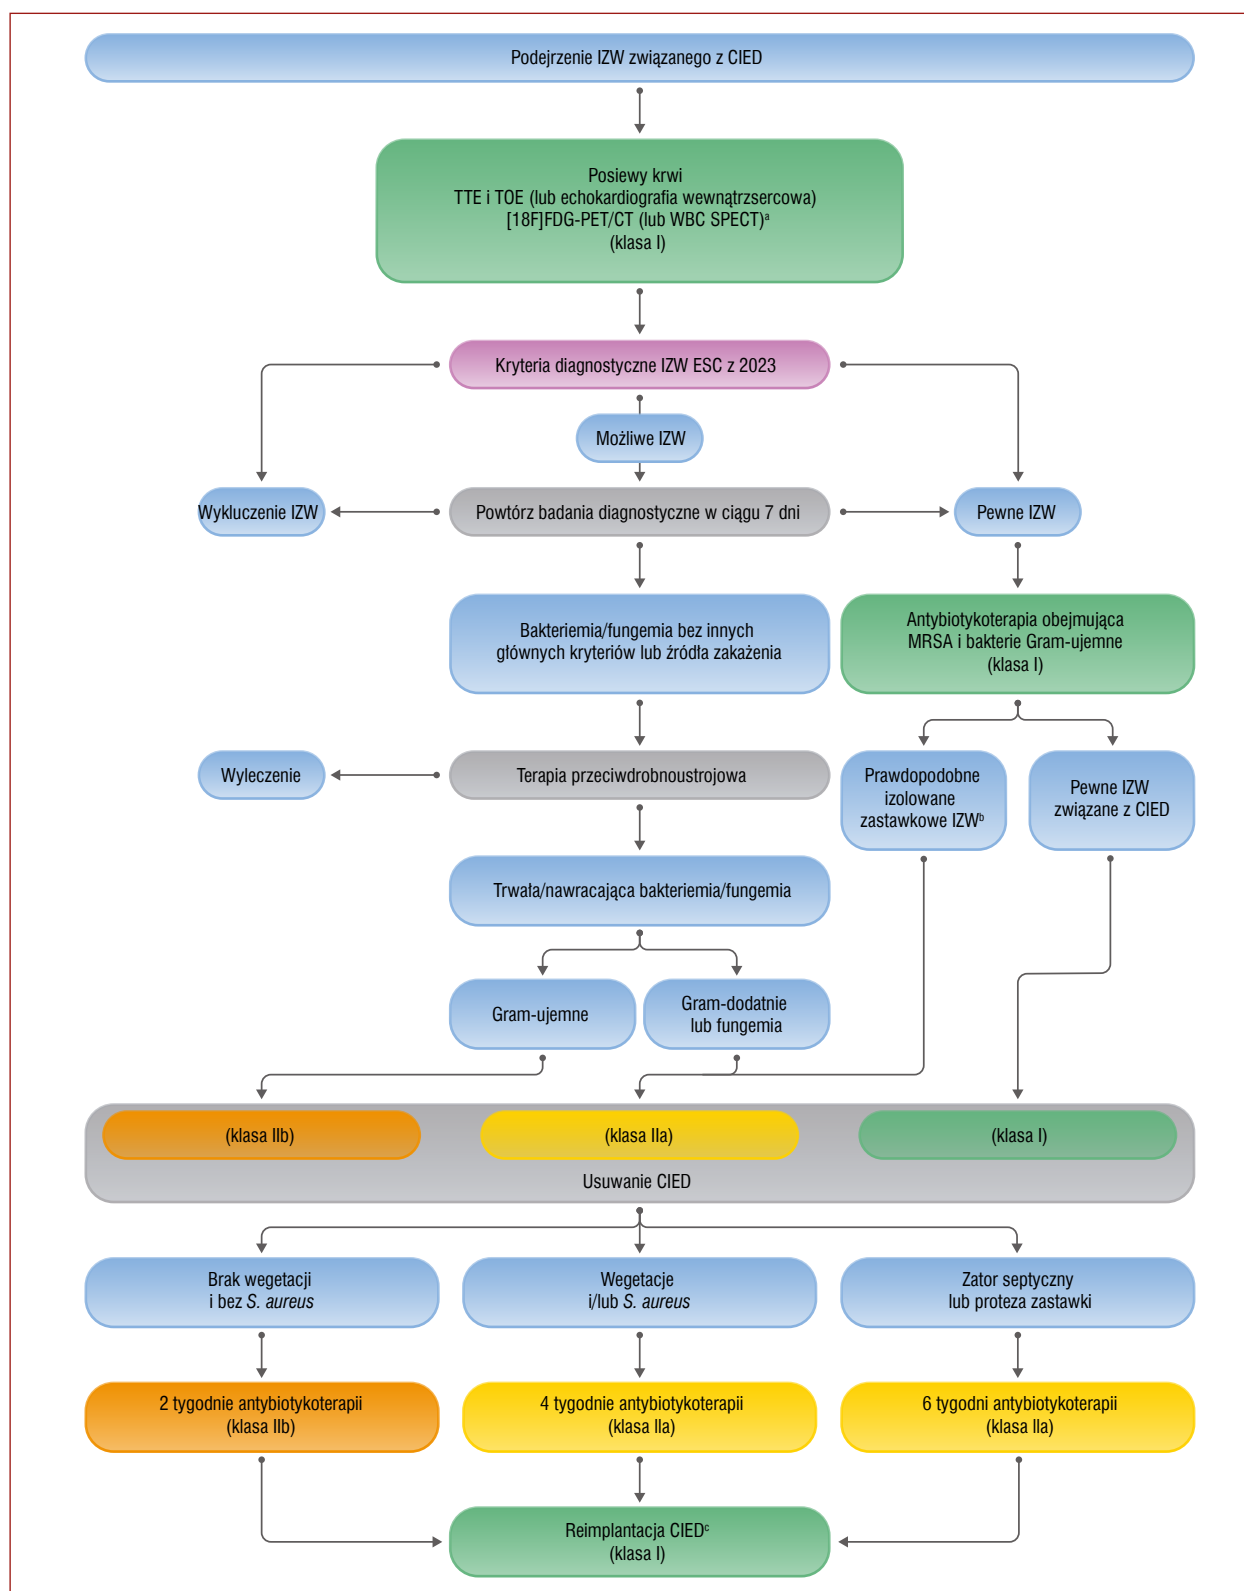 Podejrzenie IZW związanego z CIED
Posiewy krwi
TTE i TOE (lub echokardiografia wewnątrzsercowa)
[18F]FDG-PET/CT (lub WBC SPECT)ᵃ
(klasa I)
Kryteria diagnostyczne IZW ESC z 2023
Możliwe IZW
Wykluczenie IZW
Powtórz badania diagnostyczne w ciągu 7 dni
Pewne IZW
Bakteriemia/fungemia bez innych
głównych kryteriów lub źródła zakażenia
Antybiotykoterapia obejmująca
MRSA i bakterie Gram-ujemne
(klasa I)
Wyleczenie
Terapia przeciwdrobnoustrojowa
Prawdopodobne
izolowane
zastawkowe IZWᵇ
Pewne IZW
związane z CIED
Trwała/nawracająca bakteriemia/fungemia
Gram-ujemne
Gram-dodatnie
lub fungemia
(klasa IIb)
(klasa IIa)
(klasa I)
Usuwanie CIED
Brak wegetacji
i bez S. aureus
Wegetacje
i/lub S. aureus
Zator septyczny
lub proteza zastawki
2 tygodnie antybiotykoterapii
(klasa IIb)
4 tygodnie antybiotykoterapii
(klasa IIa)
6 tygodni antybiotykoterapii
(klasa IIa)
Reimplantacja CIEDᶜ
(klasa I)